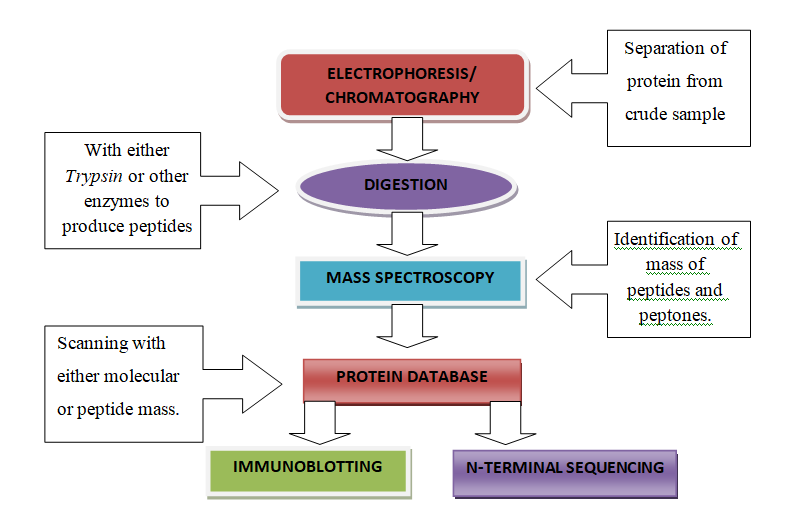 ELECTROPHORESIS/
CHROMATOGRAPHY
Separation of
protein from
crude sample
With either
Trypsin or other
enzymes to
produce peptides
DIGESTION
MASS SPECTROSCOPY
Identification of
mass of
peptides and
peptones.
Scanning with
either molecular
or peptide mass.
PROTEIN DATABASE
IMMUNOBLOTTING
N-TERMINAL SEQUENCING